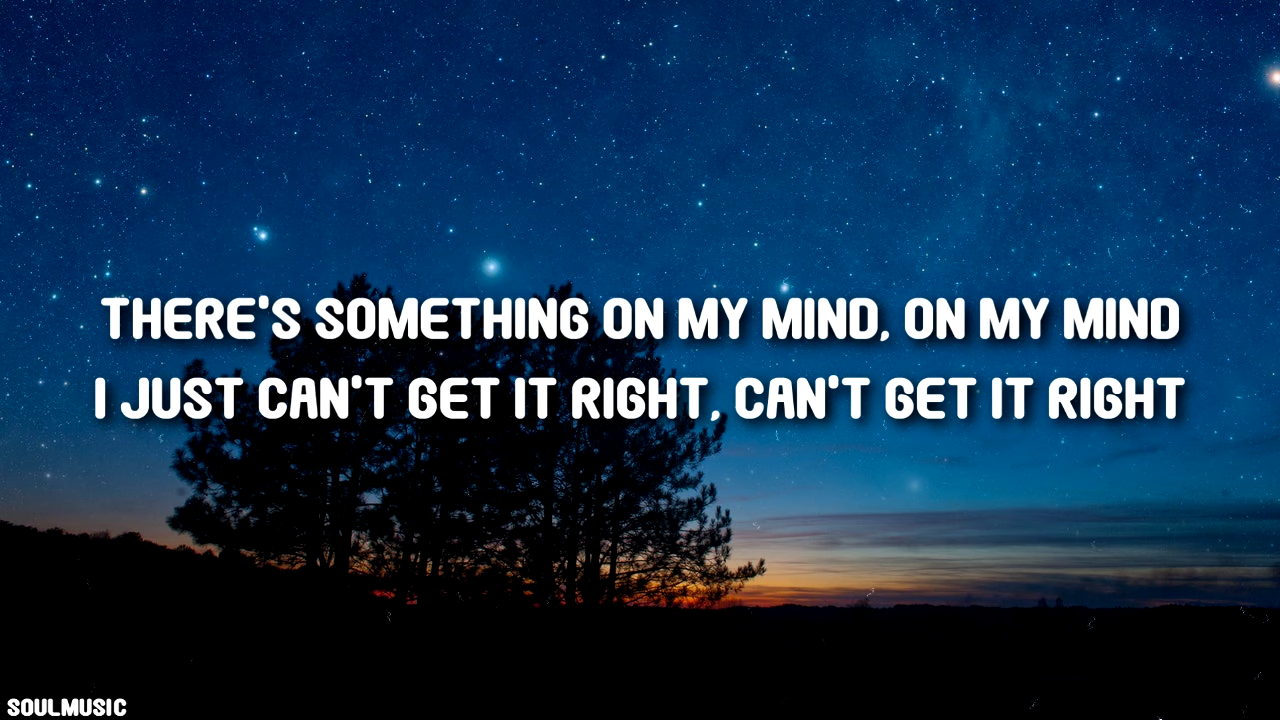 THERE'S SOMETHING ON MY MIND, ON MY MIND
I JUST CAN'T GET IT RIGHT, CAN'T GET IT RIGHT
SOULMUSIC